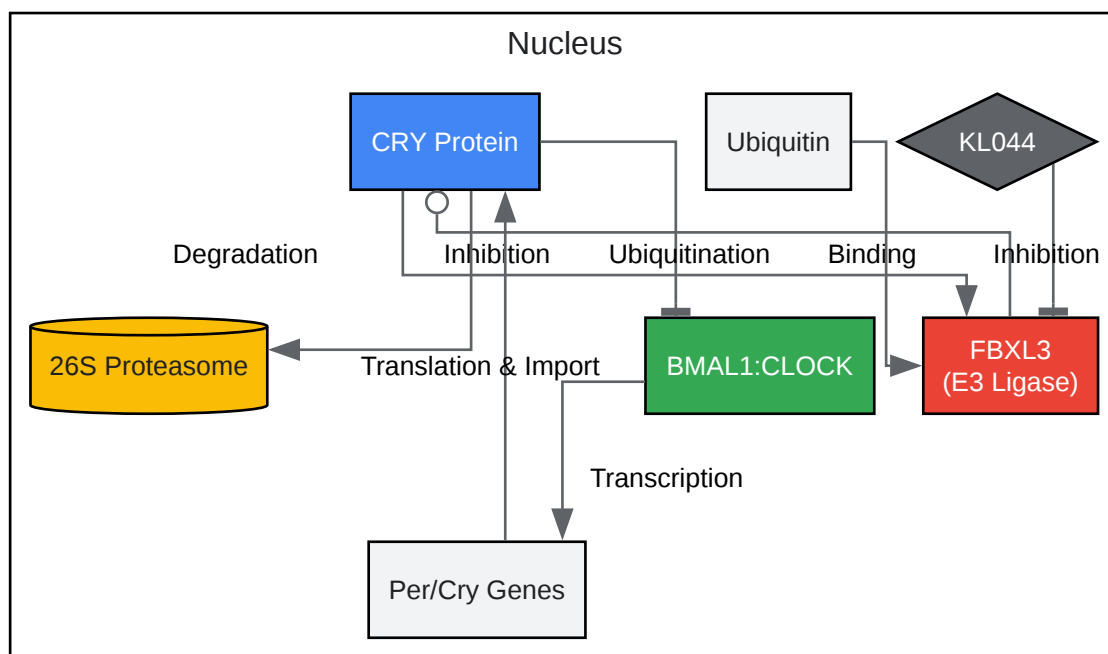 Nucleus
CRY Protein
Ubiquitin
KL044
Degradation
Inhibition
Ubiquitination
Binding
Inhibition
26S Proteasome
Translation & Import
BMAL1:CLOCK
FBXL3
(E3 Ligase)
Transcription
Per/Cry Genes